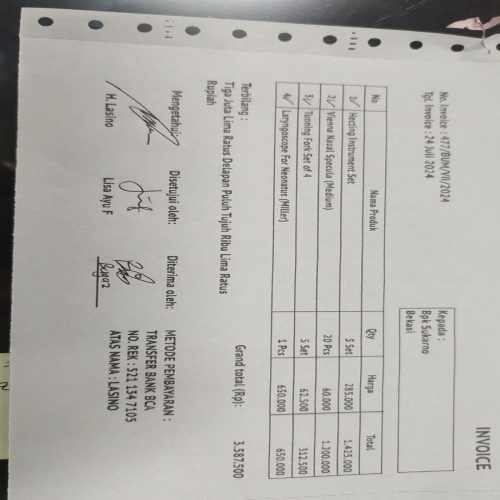 INVOICE
No. Invoice : 477/BUM/VII/2024
Tgl. Invoice : 24 Juli 2024
Kepada :
Bpk Sukarno
Bekasi
No Nama Produk Qty Harga Total
1 Hecting Instrument Set 5 Set 285.000 1.425.000
2 Vienna Nazal Specula (Medium) 20 Pcs 60.000 1.200.000
3 Tunning Fork Set of 4 5 Set 62.500 312.500
4 Laryngoscope For Neonatus (Miller) 1 Pcs 650.000 650.000
Grand total (Rp): 3.587.500
Terbilang :
Tiga Juta Lima Ratus Delapan Puluh Tujuh Ribu Lima Ratus
Rupiah
Mengetahui: Disetujui oleh: Diterima oleh:
H. Lasino Lisa Ayu F
METODE PEMBAYARAN :
TRANSFER BANK BCA
NO. REK : 521 134 7105
ATAS NAMA : LASINO